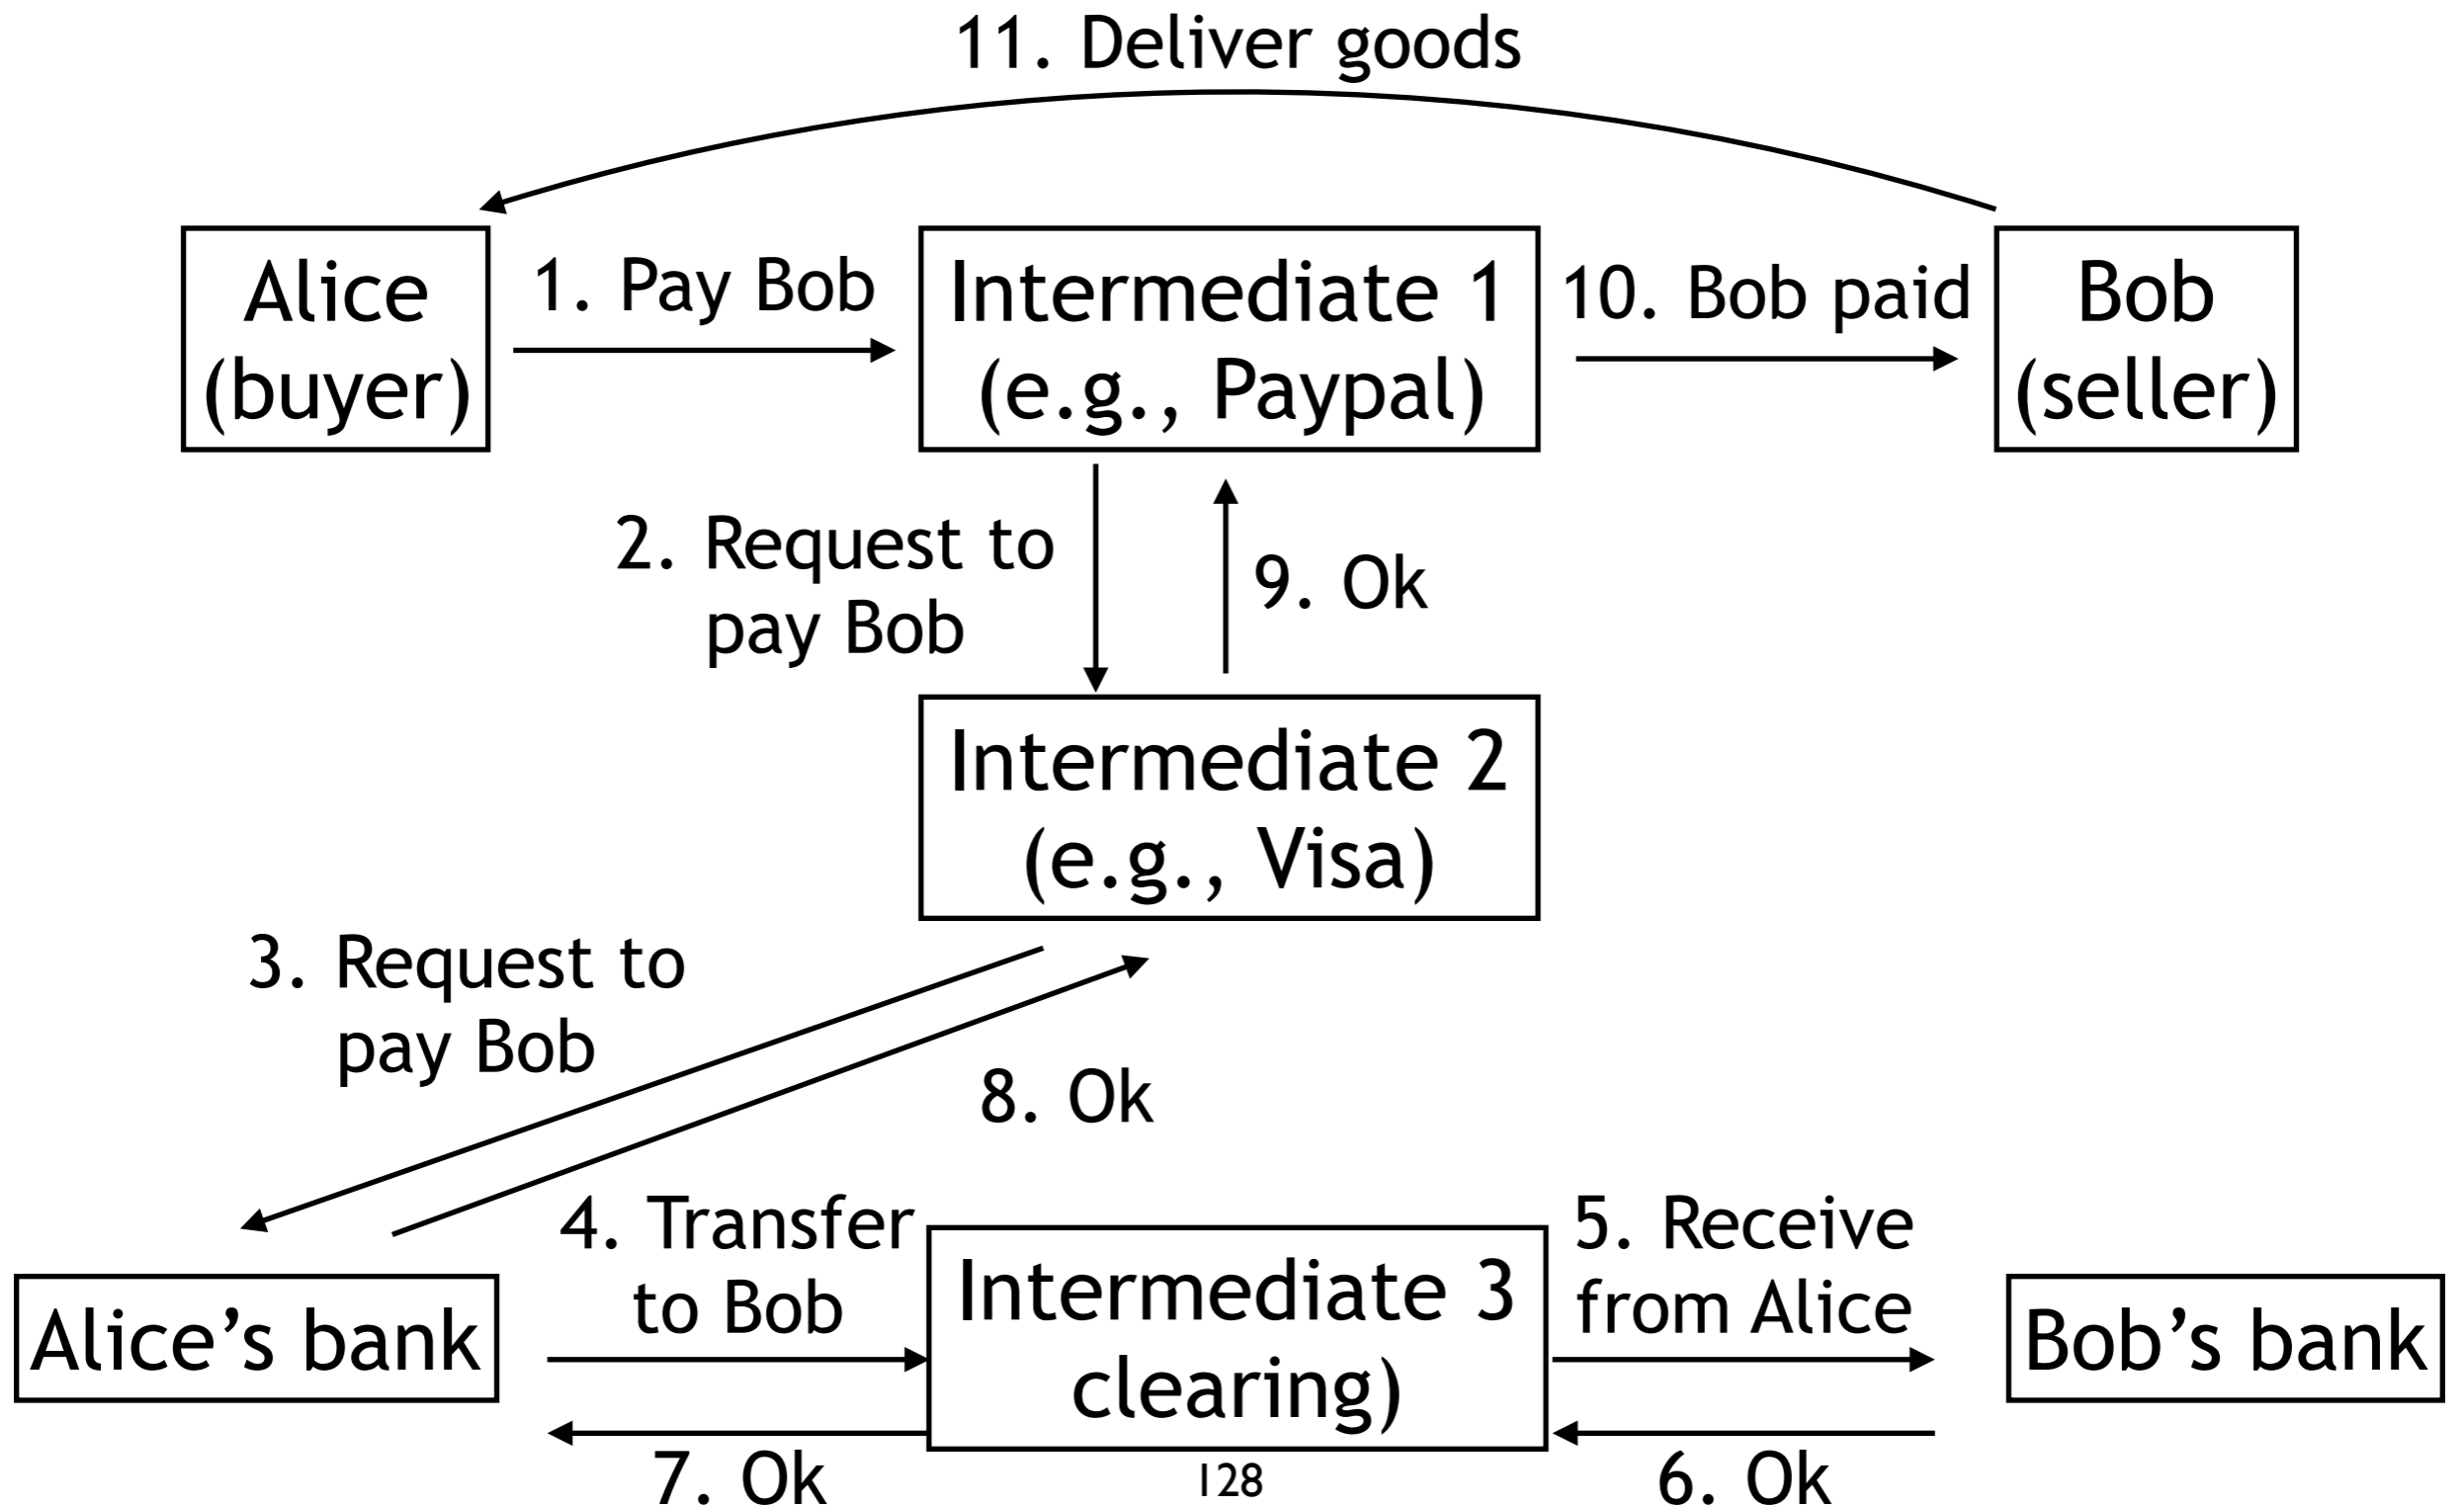 11. Deliver goods
Alice
(buyer)
1. Pay Bob
Intermediate 1
(e.g., Paypal)
10. Bob paid
Bob
(seller)
2. Request to
pay Bob
9. Ok
Intermediate 2
(e.g., Visa)
3. Request to
pay Bob
8. Ok
Alice’s bank
4. Transfer
to Bob
Intermediate 3
clearing)
5. Receive
from Alice
Bob’s bank
7. Ok
128
6. Ok